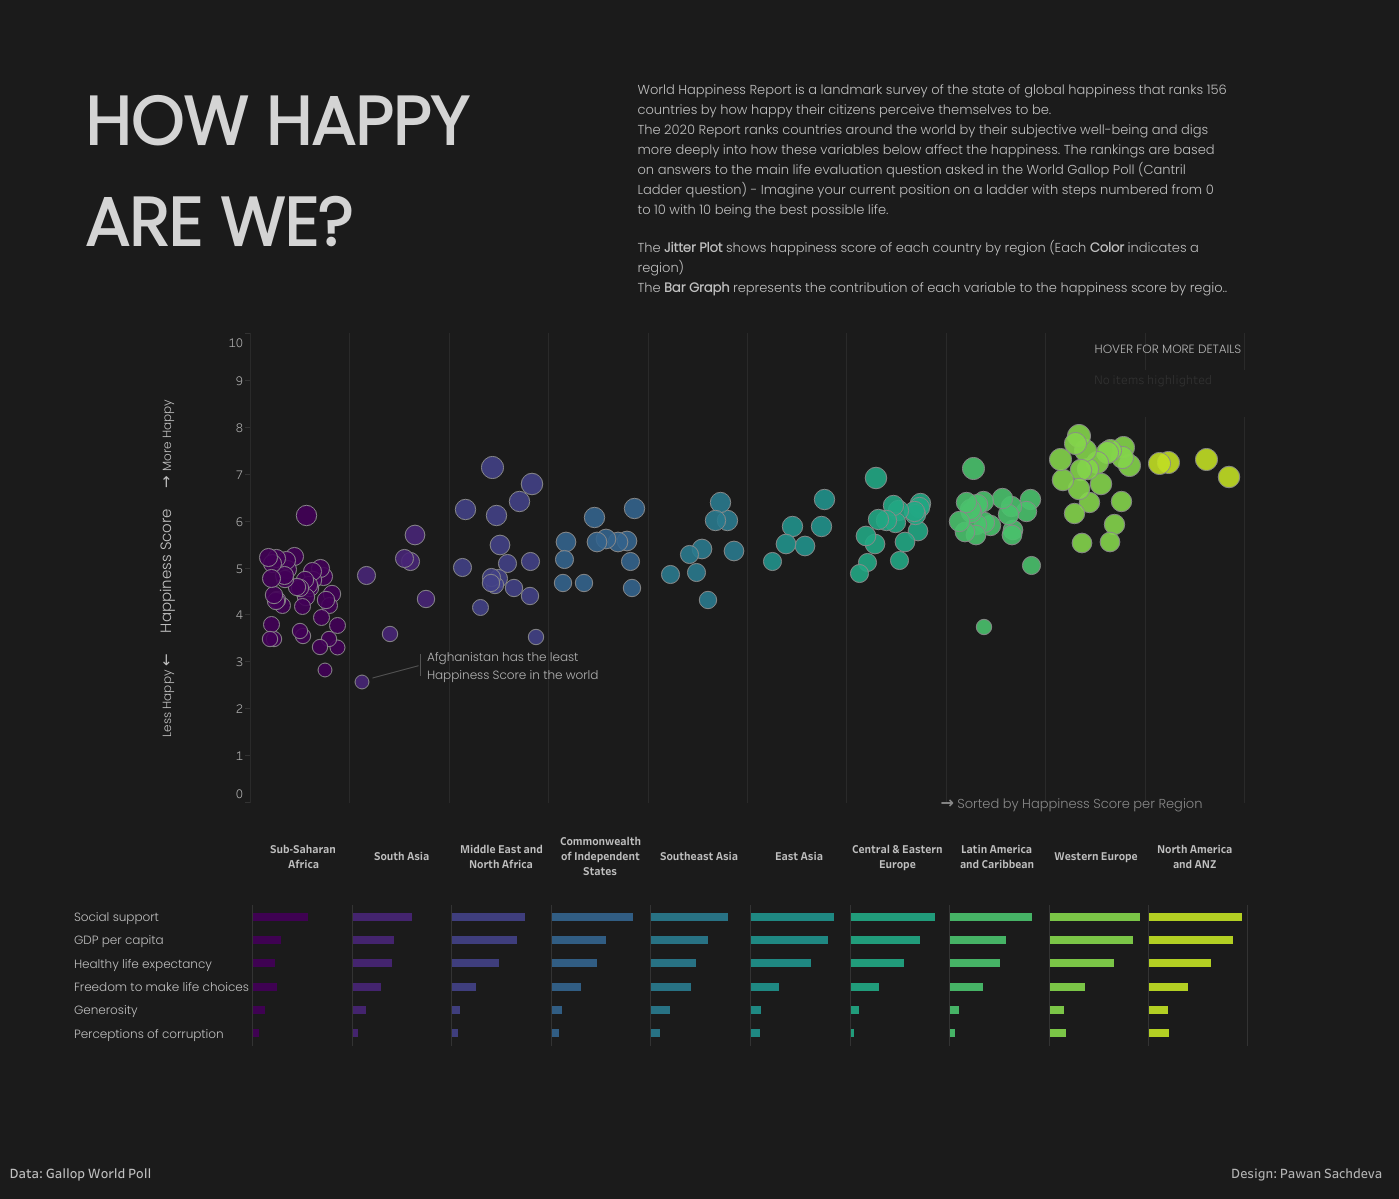 HOW HAPPY
ARE WE?
World Happiness Report is a landmark survey of the state of global happiness that ranks 156
countries by how happy their citizens perceive themselves to be.
The 2020 Report ranks countries around the world by their subjective well-being and digs
more deeply into how these variables below affect the happiness. The rankings are based
on answers to the main life evaluation question asked in the World Gallop Poll (Cantril
Ladder question) - Imagine your current position on a ladder with steps numbered from 0
to 10 with 10 being the best possible life.
The Jitter Plot shows happiness score of each country by region (Each Color indicates a
region)
The Bar Graph represents the contribution of each variable to the happiness score by regio..
HOVER FOR MORE DETAILS
No items highlighted
10
9
8
7
6
5
4
3
2
1
0
Less Happy ← Happiness Score → More Happy
Afghanistan has the least
Happiness Score in the world
→ Sorted by Happiness Score per Region
Sub-Saharan
Africa
South Asia
Middle East and
North Africa
Commonwealth
of Independent
States
Southeast Asia
East Asia
Central & Eastern
Europe
Latin America
and Caribbean
Western Europe
North America
and ANZ
Social support
GDP per capita
Healthy life expectancy
Freedom to make life choices
Generosity
Perceptions of corruption
Data: Gallop World Poll
Design: Pawan Sachdeva